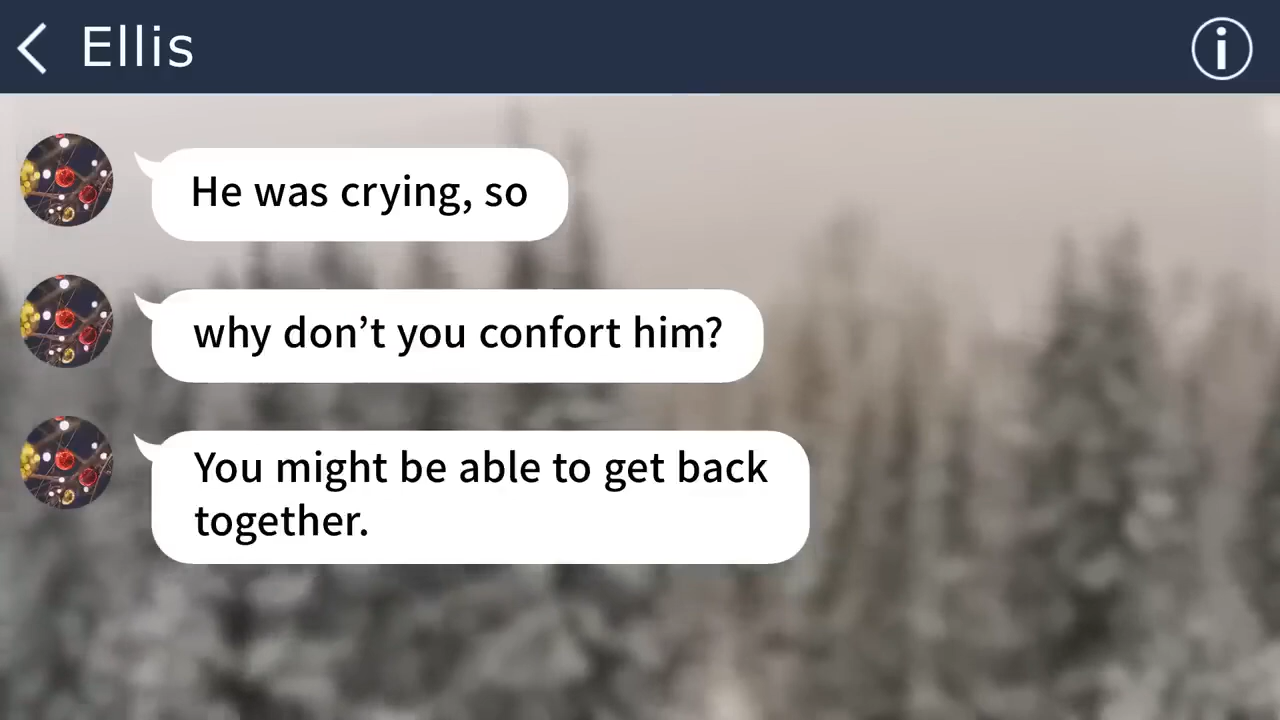 Ellis
He was crying, so
why don’t you confort him?
You might be able to get back
together.